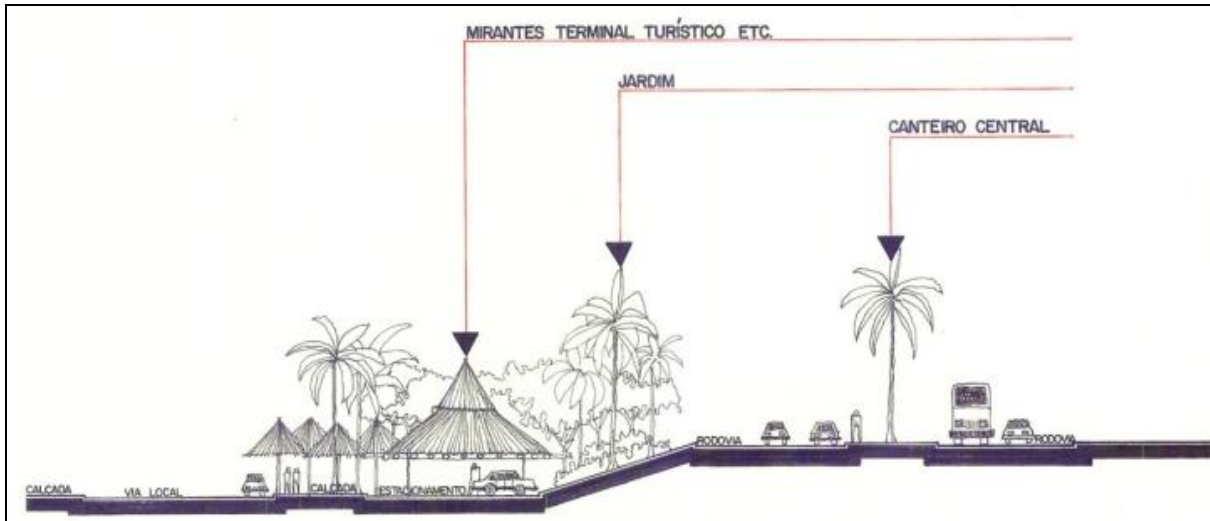 MIRANTES TERMINAL TURÍSTICO ETC.
JARDIM
CANTEIRO CENTRAL
RODOVIA
RODOVIA
CALÇADA
VIA LOCAL
CALÇADA
ESTACIONAMENTO